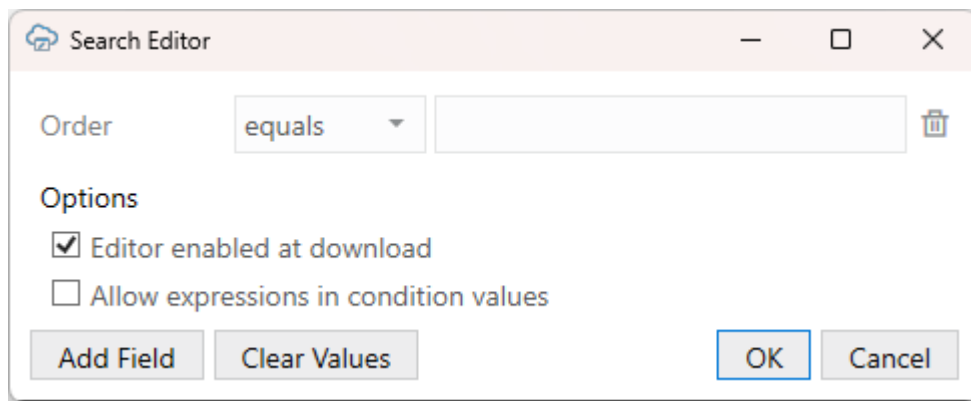 Search Editor
Order equals
Options
Editor enabled at download
Allow expressions in condition values
Add Field Clear Values OK Cancel